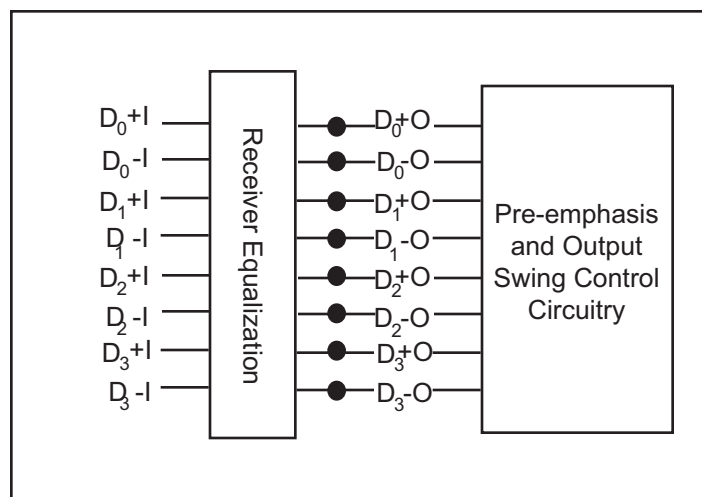 D0+I
D0-I
D1+I
D1-I
D2+I
D2-I
D3+I
D3-I
Receiver Equalization
D0+O
D0-O
D1+O
D1-O
D2+O
D2-O
D3+O
D3-O
Pre-emphasis
and Output
Swing Control
Circuitry